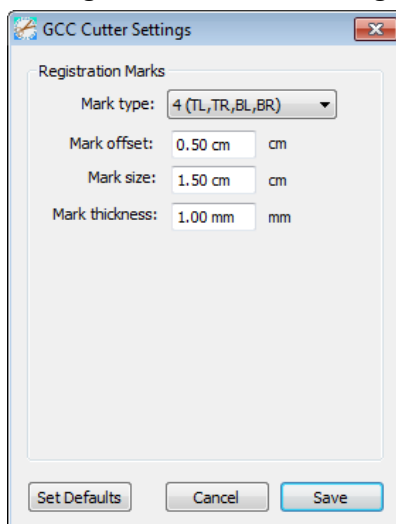 GCC Cutter Settings
Registration Marks
Mark type: 4 (TL,TR,BL,BR)
Mark offset: 0.50 cm cm
Mark size: 1.50 cm cm
Mark thickness: 1.00 mm mm
Set Defaults Cancel Save